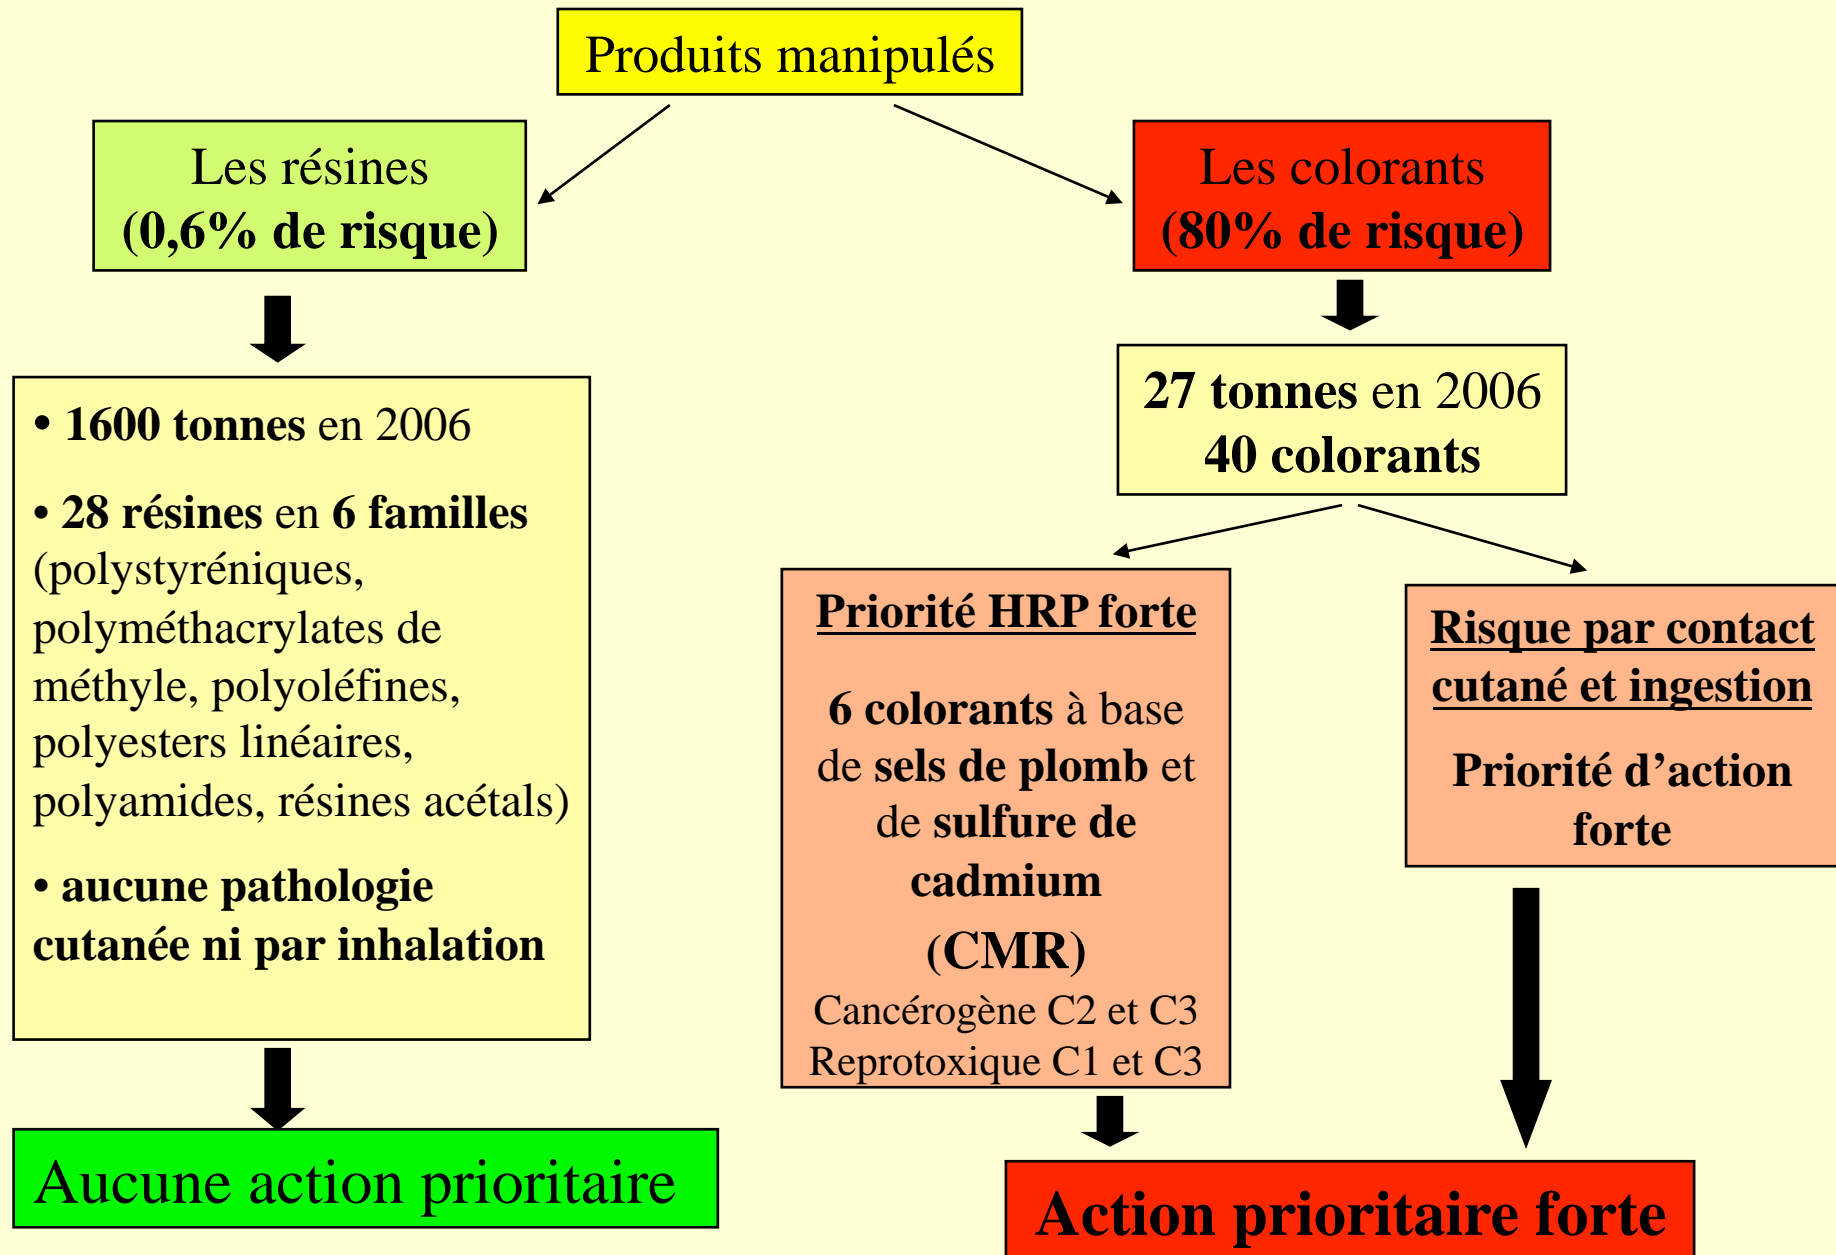 Produits manipulés
Les résines
(0,6% de risque)
• 1600 tonnes en 2006
• 28 résines en 6 familles
(polystyréniques,
polyméthacrylates de
méthyle, polyoléfines,
polyesters linéaires,
polyamides, résines acétals)
• aucune pathologie
cutanée ni par inhalation
Aucune action prioritaire
Les colorants
(80% de risque)
27 tonnes en 2006
40 colorants
Priorité HRP forte
6 colorants à base
de sels de plomb et
de sulfure de
cadmium
(CMR)
Cancérogène C2 et C3
Reprotoxique C1 et C3
Risque par contact
cutané et ingestion
Priorité d’action
forte
Action prioritaire forte